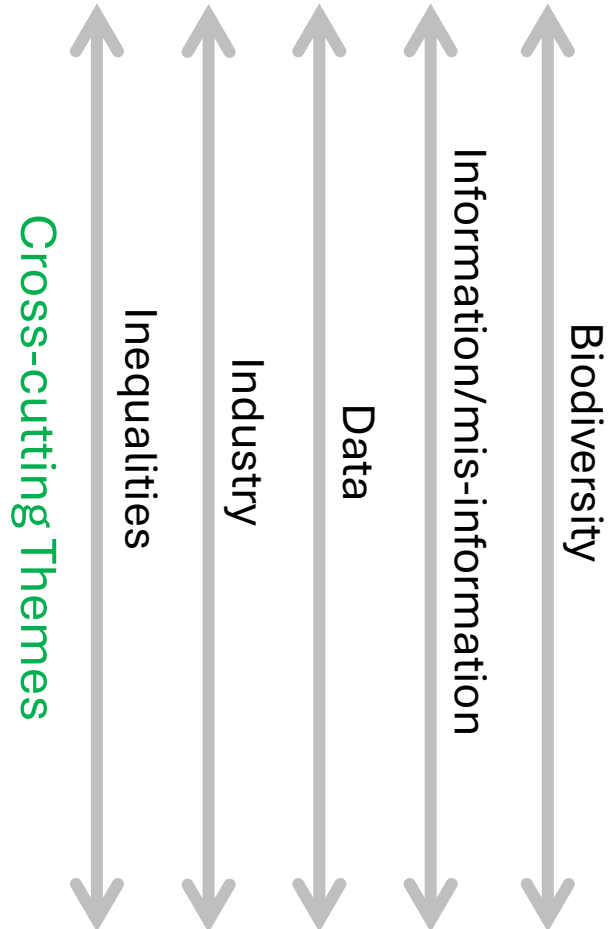 Cross-cutting Themes
Inequalities
Industry
Data
Information/mis-information
Biodiversity